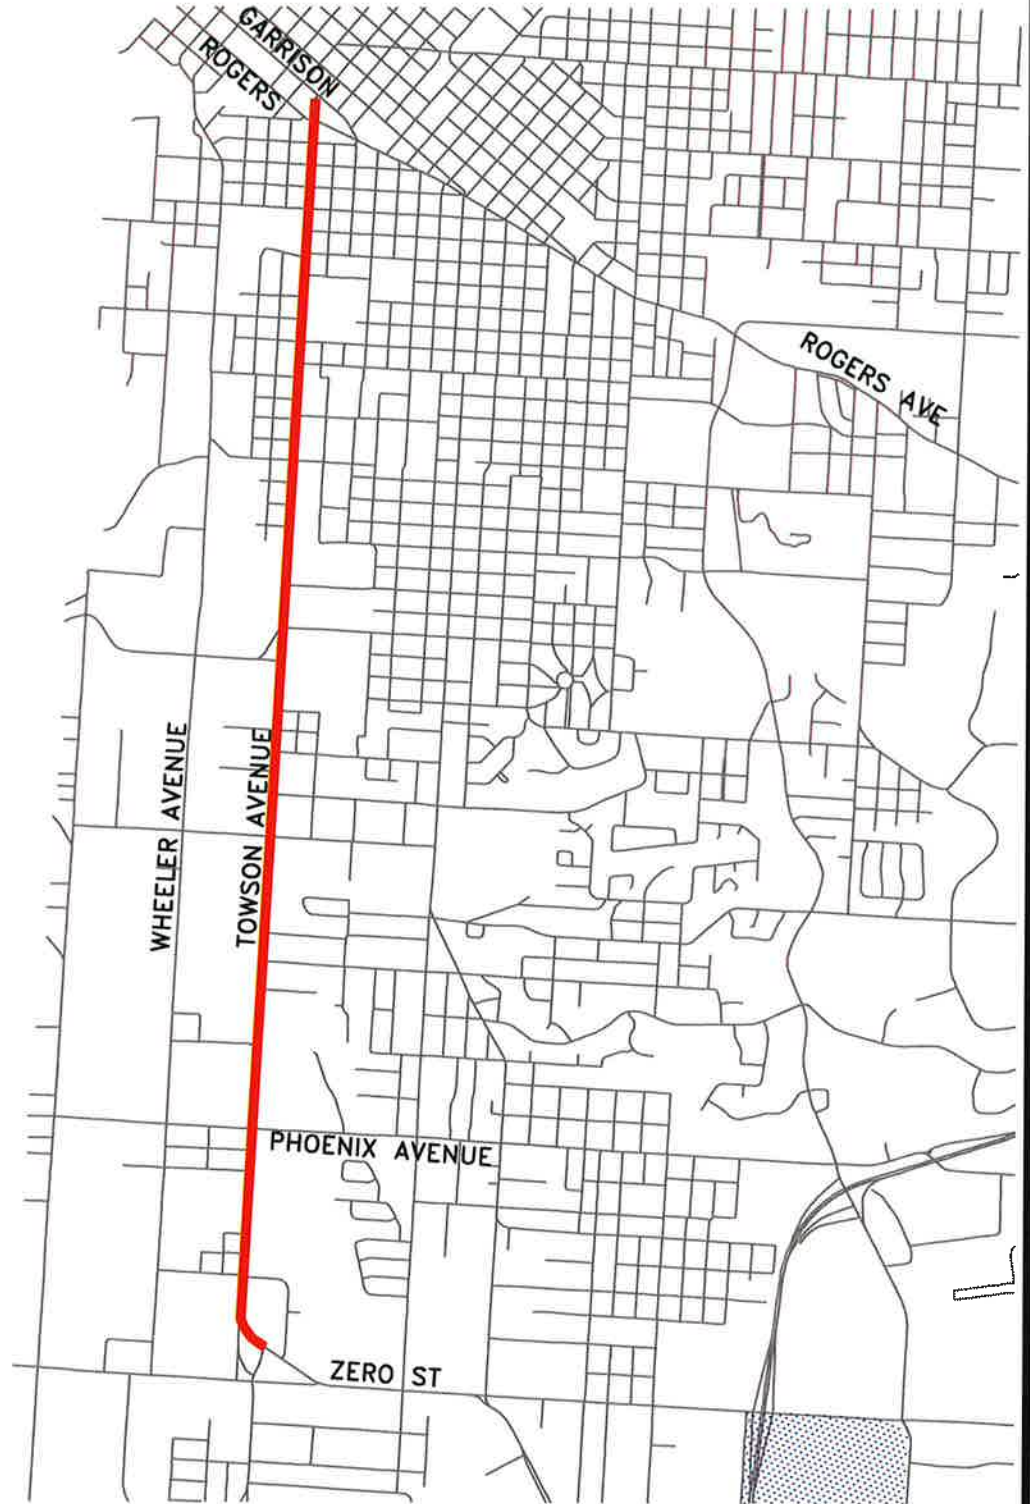 GARRISON
ROGERS
ROGERS AVE
WHEELER AVENUE
TOWSON AVENUE
PHOENIX AVENUE
ZERO ST